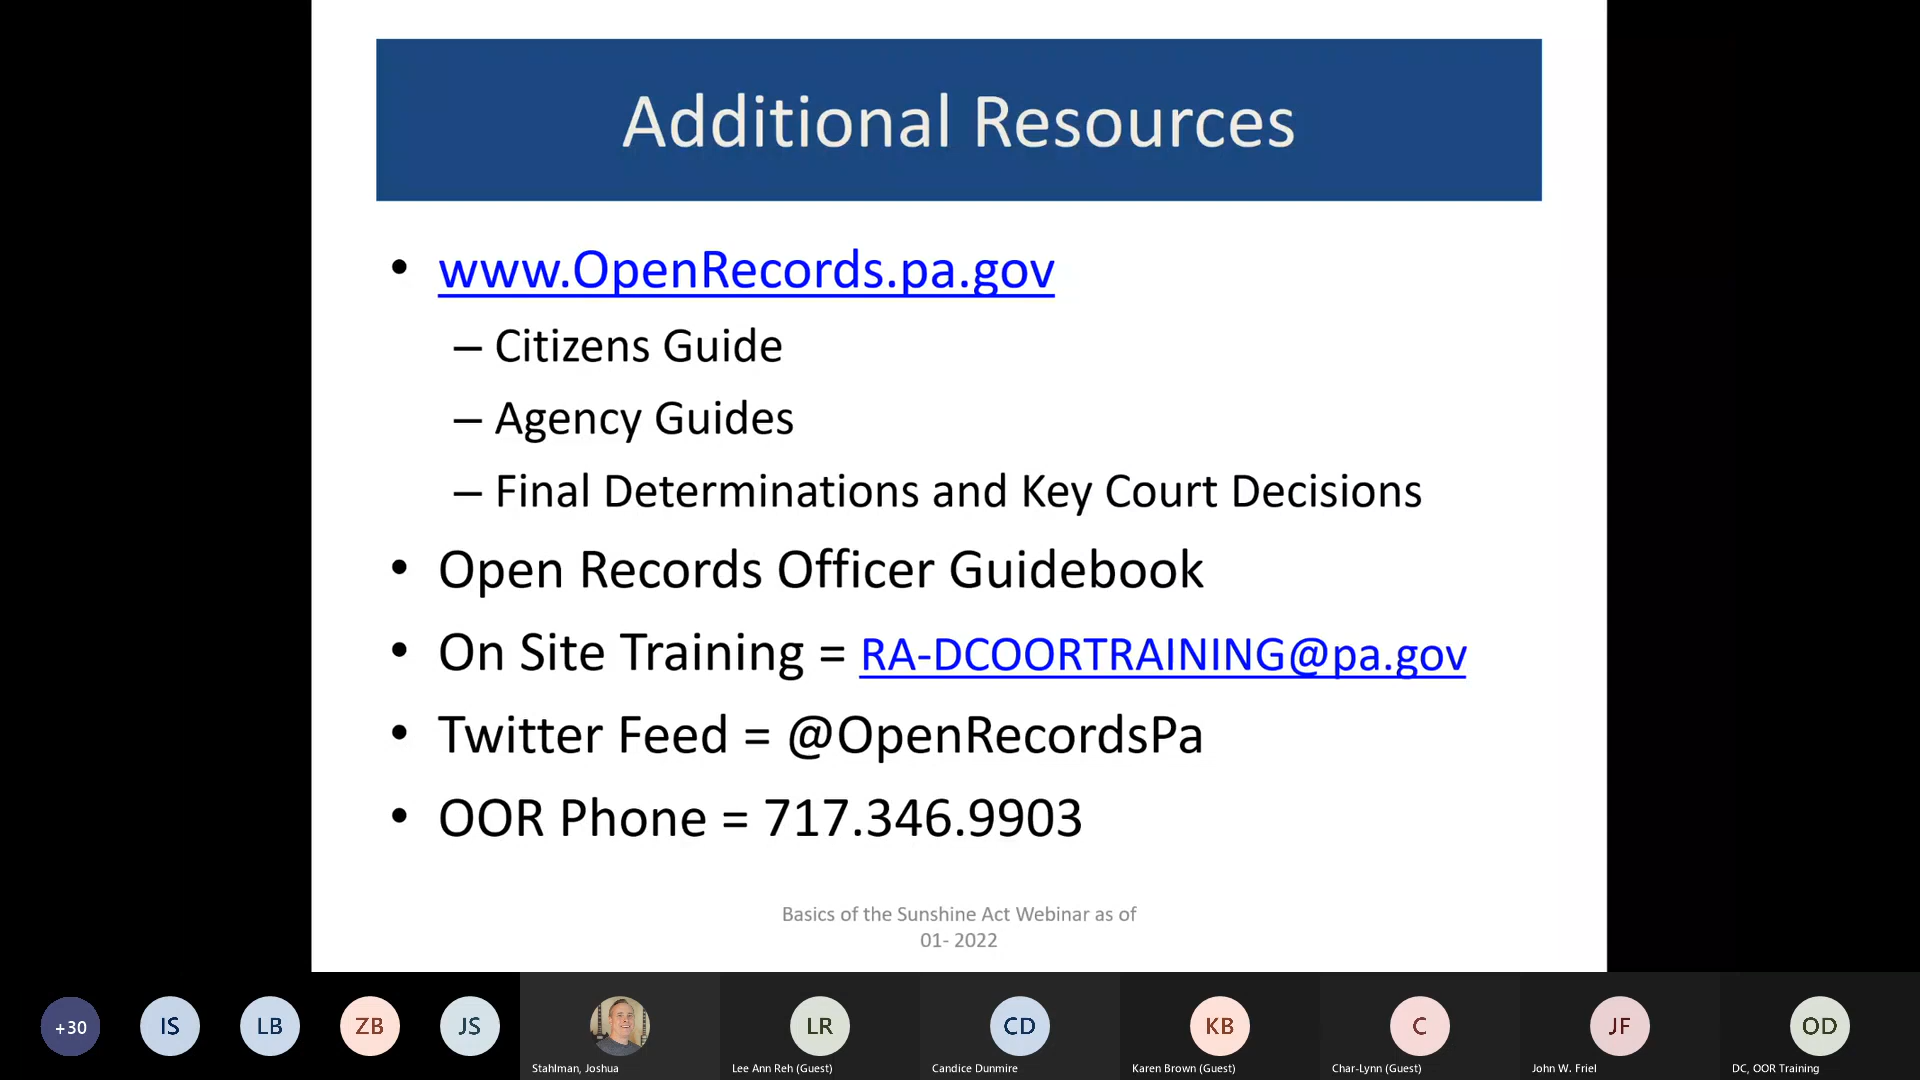 Additional Resources
• www.OpenRecords.pa.gov
– Citizens Guide
– Agency Guides
– Final Determinations and Key Court Decisions
• Open Records Officer Guidebook
• On Site Training = RA-DCOORTRAINING@pa.gov
• Twitter Feed = @OpenRecordsPa
• OOR Phone = 717.346.9903
Basics of the Sunshine Act Webinar as of
01- 2022
+30 IS LB ZB JS LR CD KB C JF OD
Stahlman, Joshua Lee Ann Reh (Guest) Candice Dunmire Karen Brown (Guest) Char-Lynn (Guest) John W. Friel DC, OOR Training